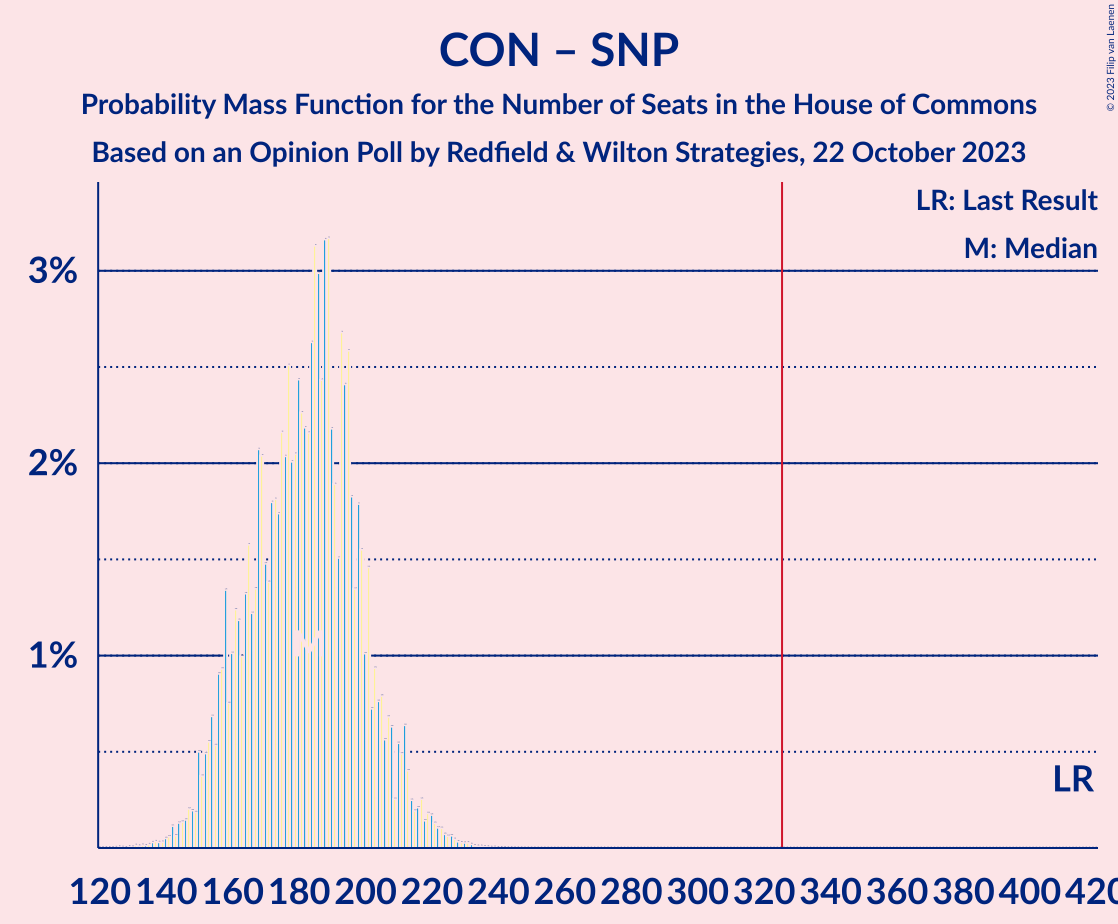 CON – SNP
Probability Mass Function for the Number of Seats in the House of Commons
Based on an Opinion Poll by Redfield & Wilton Strategies, 22 October 2023
© 2023 Filip van Laenen
LR: Last Result
M: Median
3%
2%
1%
M
LR
120 140 160 180 200 220 240 260 280 300 320 340 360 380 400 420